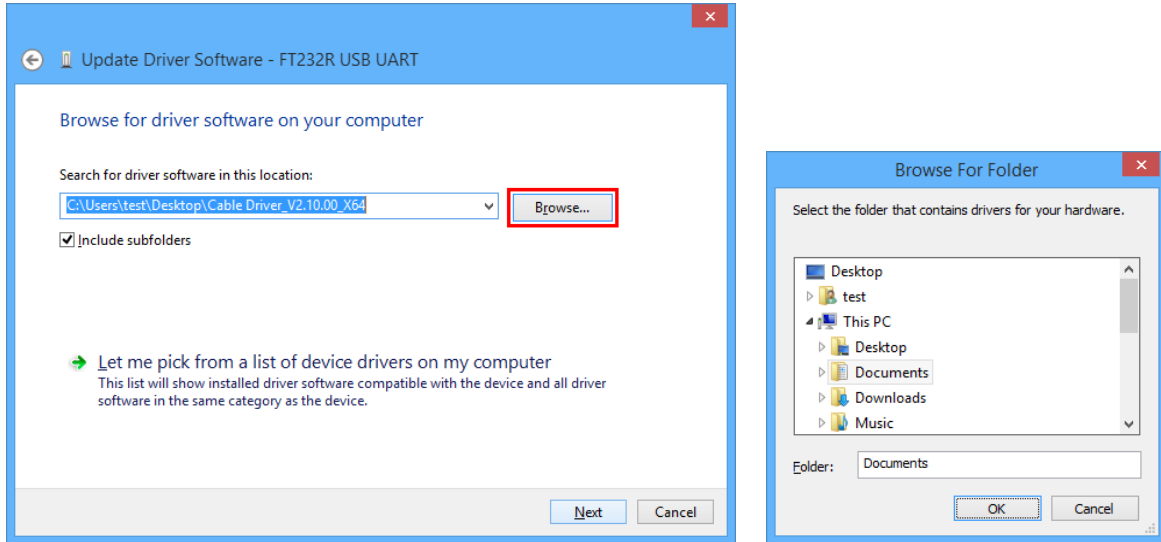 Update Driver Software - FT232R USB UART
Browse for driver software on your computer
Search for driver software in this location:
C:\Users\test\Desktop\Cable Driver_V2.10.00_X64
Browse...
Include subfolders
Let me pick from a list of device drivers on my computer
This list will show installed driver software compatible with the device and all driver
software in the same category as the device.
Next
Cancel
Browse For Folder
Select the folder that contains drivers for your hardware.
Desktop
test
This PC
Desktop
Documents
Downloads
Music
Folder:
Documents
OK
Cancel